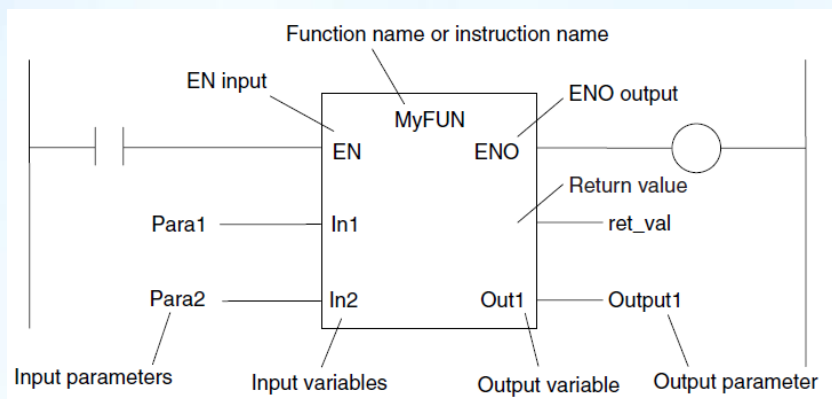 Function name or instruction name
EN input
ENO output
MyFUN
EN
ENO
Return value
Para1
In1
ret_val
Para2
In2
Out1
Output1
Input parameters
Input variables
Output variable
Output parameter